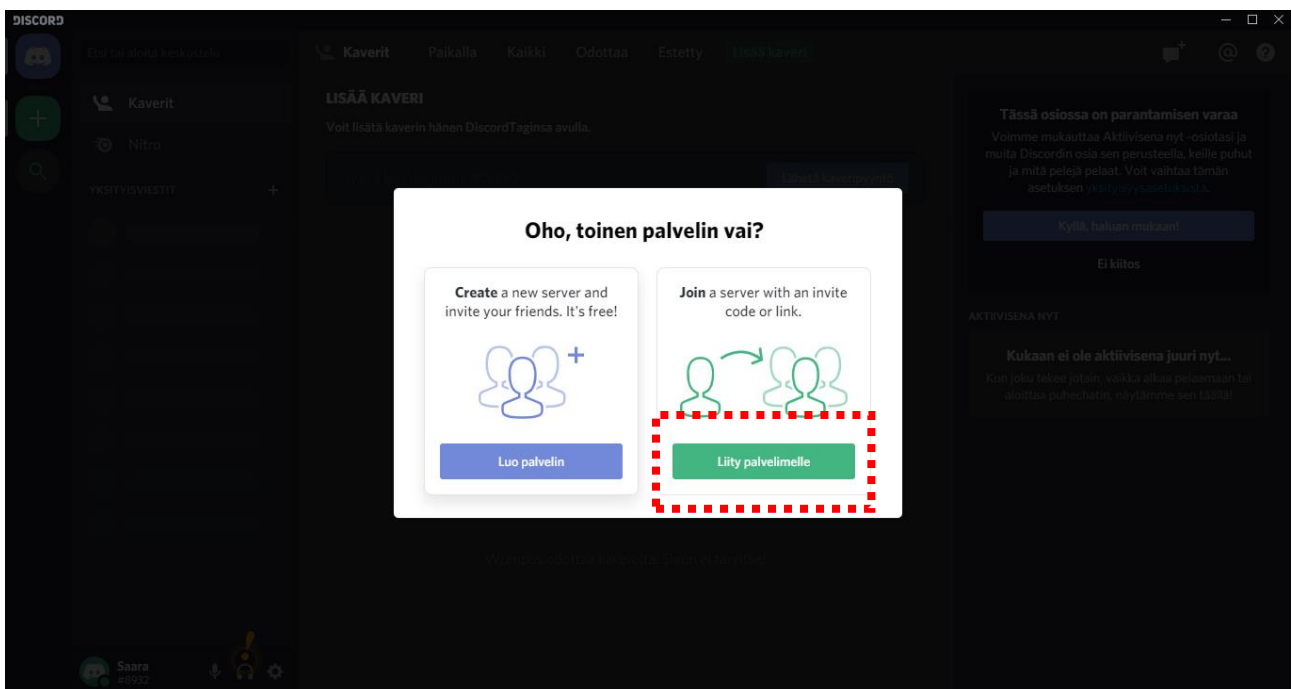 DISCORD
Etsi tai aloita keskustelu
Kaverit
Paikalla
Kaikki
Odottaa
Estetty
Lisää kaveri
Kaverit
Nitro
YKSITYISVIESTIT
LISÄÄ KAVERI
Voit lisätä kaverin hänen DiscordTaginsa avulla.
Lähetä kaveripyyntö
Oho, toinen palvelin vai?
Create a new server and
invite your friends. It's free!
Luo palvelin
Join a server with an invite
code or link.
Liity palvelimelle
Tässä osiossa on parantamisen varaa
Voimme mukauttaa Aktiivisena nyt -osiotasi ja
muita Discordin osia sen perusteella, keille puhut
ja mitä pelejä pelaat. Voit vaihtaa tämän
asetuksen yksityisyysasetuksista.
Kyllä, haluan mukaan!
Ei kiitos
AKTIIVISENA NYT
Kukaan ei ole aktiivisena juuri nyt...
Kun joku tekee jotain, vaikka alkaa pelaamaan tai
aloittaa puhechatin, näytämme sen täällä!
Saara
#8932